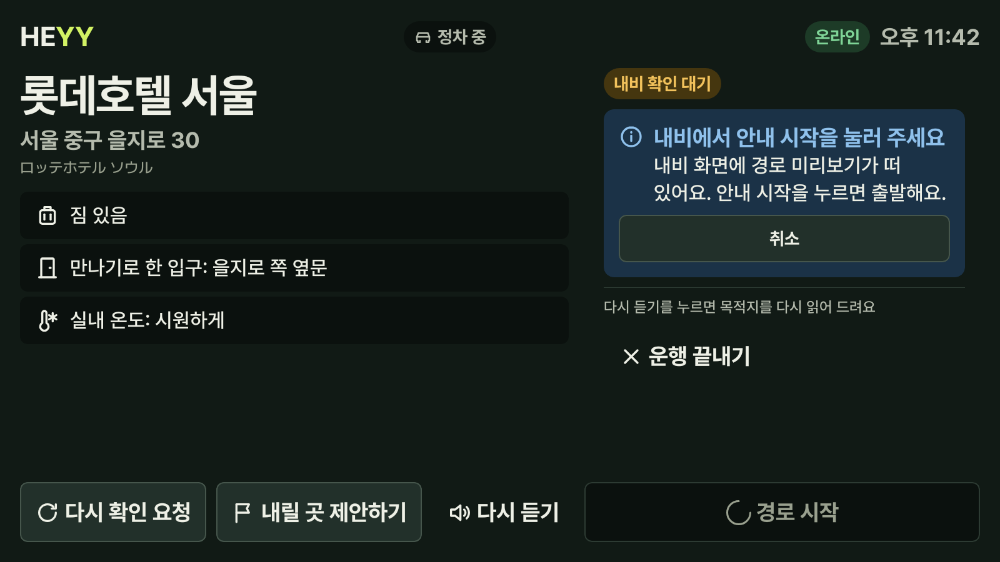 HEYY
정차 중
온라인
오후 11:42
롯데호텔 서울
서울 중구 을지로 30
ロッテホテル ソウル
짐 있음
만나기로 한 입구: 을지로 쪽 옆문
실내 온도: 시원하게
내비 확인 대기
내비에서 안내 시작을 눌러 주세요
내비 화면에 경로 미리보기가 떠
있어요. 안내 시작을 누르면 출발해요.
취소
다시 듣기를 누르면 목적지를 다시 읽어 드려요
운행 끝내기
다시 확인 요청
내릴 곳 제안하기
다시 듣기
경로 시작